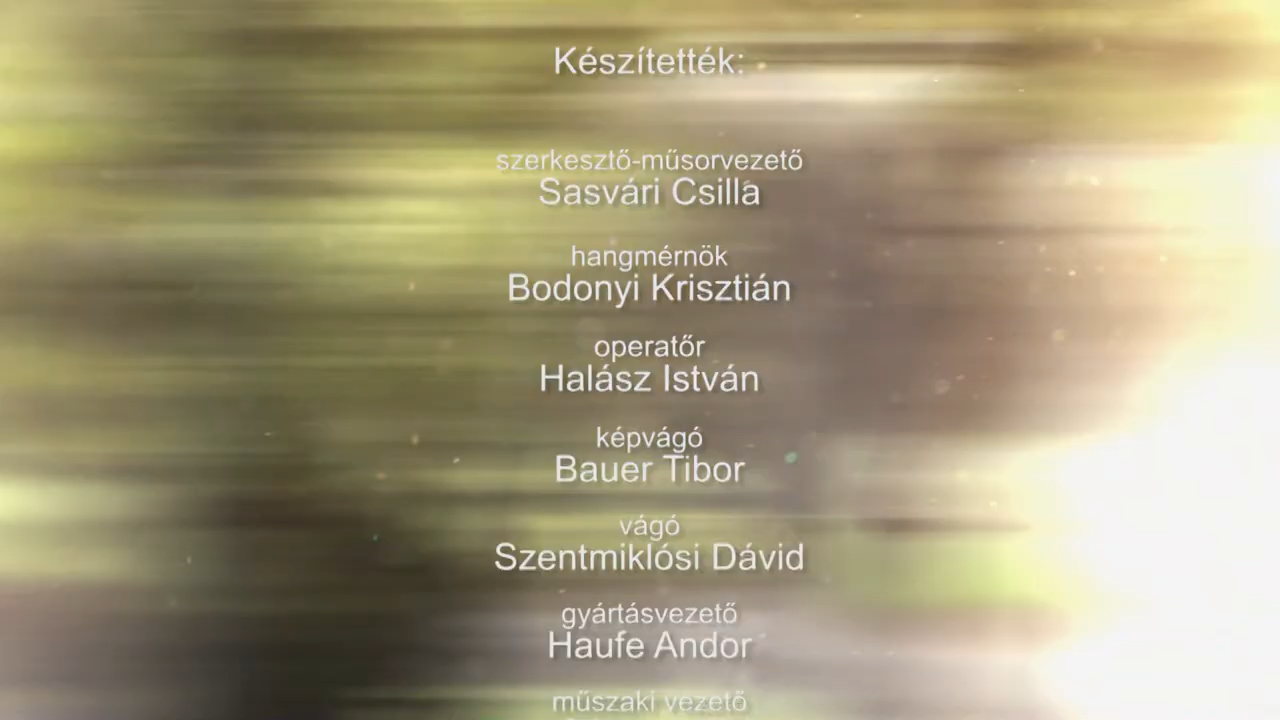 Készítették:
szerkesztő-műsorvezető
Sasvári Csilla
hangmérnök
Bodonyi Krisztián
operatőr
Halász István
képvágó
Bauer Tibor
vágó
Szentmiklósi Dávid
gyártásvezető
Haufe Andor
műszaki vezető